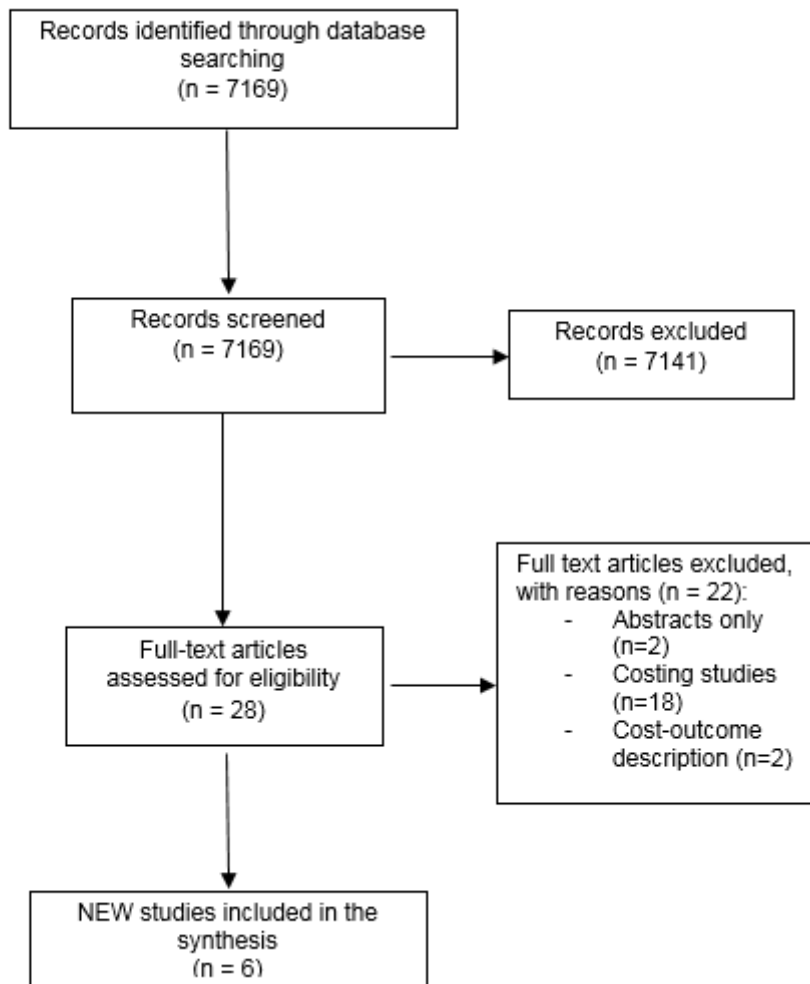 Records identified through database
searching
(n = 7169)
Records screened
(n = 7169)
Records excluded
(n = 7141)
Full text articles excluded,
with reasons (n = 22):
- Abstracts only
(n=2)
- Costing studies
(n=18)
- Cost-outcome
description (n=2)
Full-text articles
assessed for eligibility
(n = 28)
NEW studies included in the
synthesis
(n = 6)